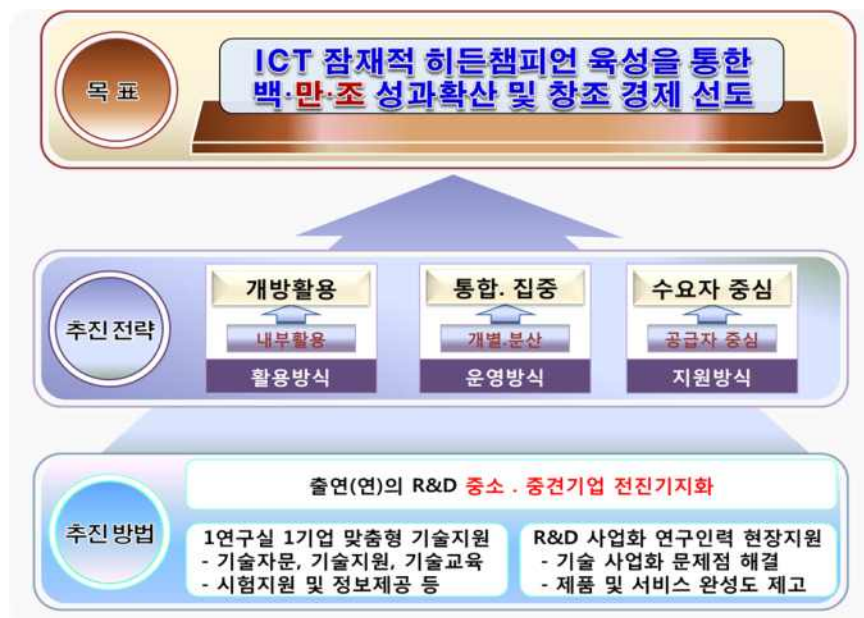 목 표
ICT 잠재적 히든챔피언 육성을 통한
백·만·조 성과확산 및 창조 경제 선도
추진 전략
개방활용
내부활용
활용방식
통합. 집중
개별.분산
운영방식
수요자 중심
공급자 중심
지원방식
추진 방법
출연(연)의 R&D 중소 . 중견기업 전진기지화
1연구실 1기업 맞춤형 기술지원
- 기술자문, 기술지원, 기술교육
- 시험지원 및 정보제공 등
R&D 사업화 연구인력 현장지원
- 기술 사업화 문제점 해결
- 제품 및 서비스 완성도 제고